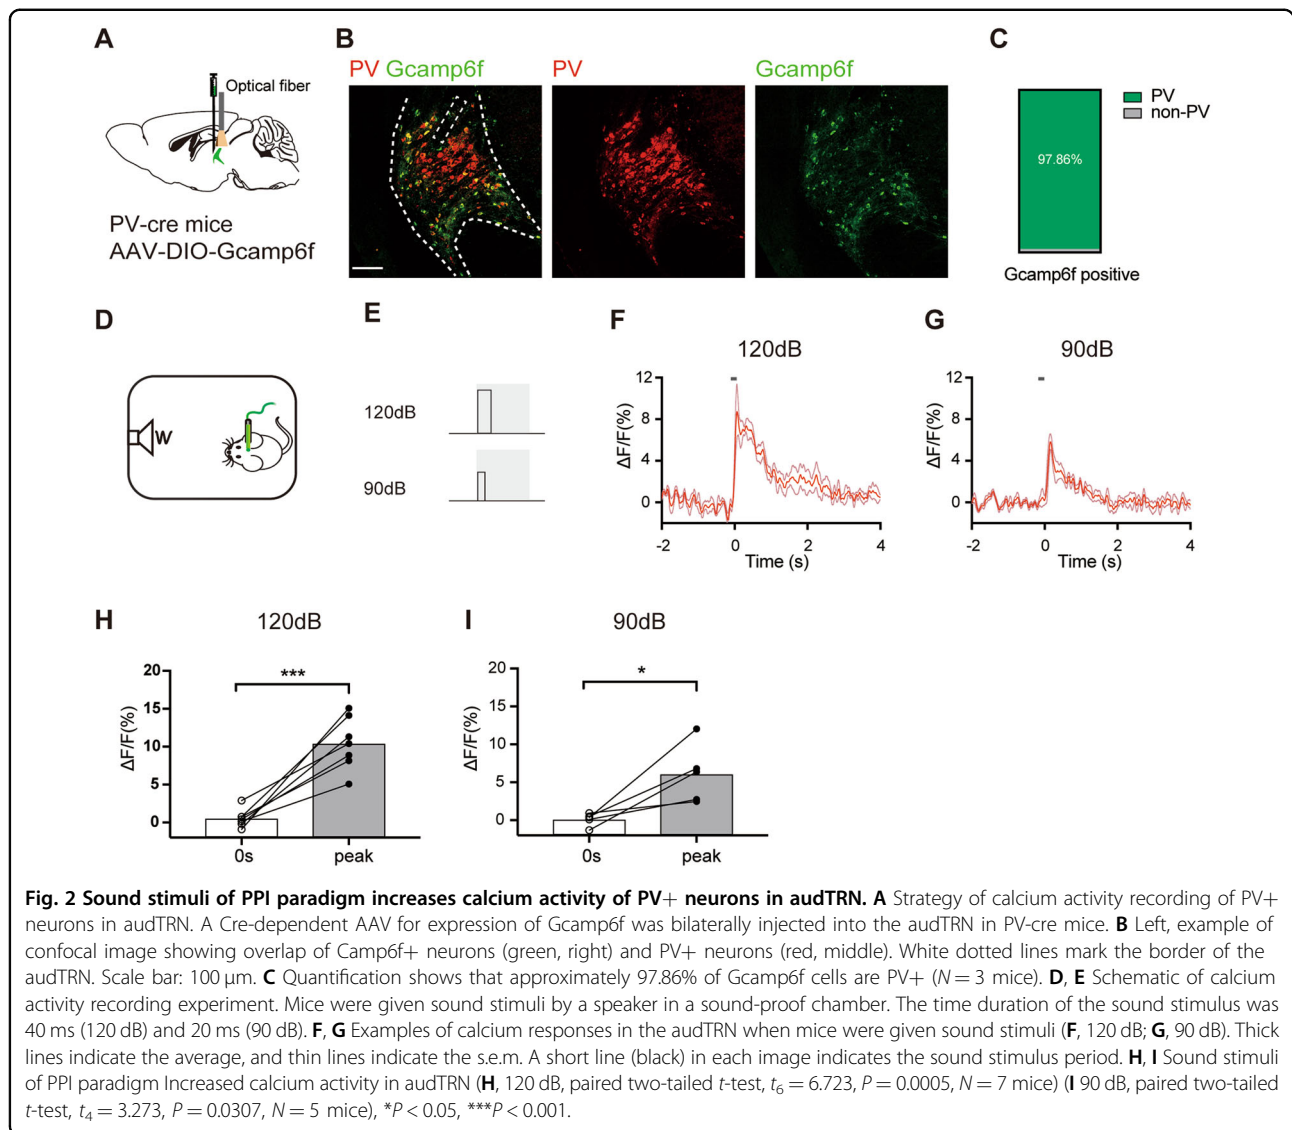 A
Optical fiber
PV-cre mice
AAV-DIO-Gcamp6f
B
PV Gcamp6f
PV
Gcamp6f
C
PV
non-PV
97.86%
Gcamp6f positive
D
W
E
120dB
90dB
F
120dB
ΔF/F(%)
12
8
4
0
-2
0
2
4
Time (s)
G
90dB
ΔF/F(%)
12
8
4
0
-2
0
2
4
Time (s)
H
120dB
***
ΔF/F(%)
20
15
10
5
0
0s
peak
I
90dB
*
ΔF/F(%)
20
15
10
5
0
0s
peak
Fig. 2 Sound stimuli of PPI paradigm increases calcium activity of PV+ neurons in audTRN. A Strategy of calcium activity recording of PV+
neurons in audTRN. A Cre-dependent AAV for expression of Gcamp6f was bilaterally injected into the audTRN in PV-cre mice. B Left, example of
confocal image showing overlap of Camp6f+ neurons (green, right) and PV+ neurons (red, middle). White dotted lines mark the border of the
audTRN. Scale bar: 100 μm. C Quantification shows that approximately 97.86% of Gcamp6f cells are PV+ (N = 3 mice). D, E Schematic of calcium
activity recording experiment. Mice were given sound stimuli by a speaker in a sound-proof chamber. The time duration of the sound stimulus was
40 ms (120 dB) and 20 ms (90 dB). F, G Examples of calcium responses in the audTRN when mice were given sound stimuli (F, 120 dB; G, 90 dB). Thick
lines indicate the average, and thin lines indicate the s.e.m. A short line (black) in each image indicates the sound stimulus period. H, I Sound stimuli
of PPI paradigm Increased calcium activity in audTRN (H, 120 dB, paired two-tailed t-test, t₆ = 6.723, P = 0.0005, N = 7 mice) (I 90 dB, paired two-tailed
t-test, t₄ = 3.273, P = 0.0307, N = 5 mice), *P < 0.05, ***P < 0.001.